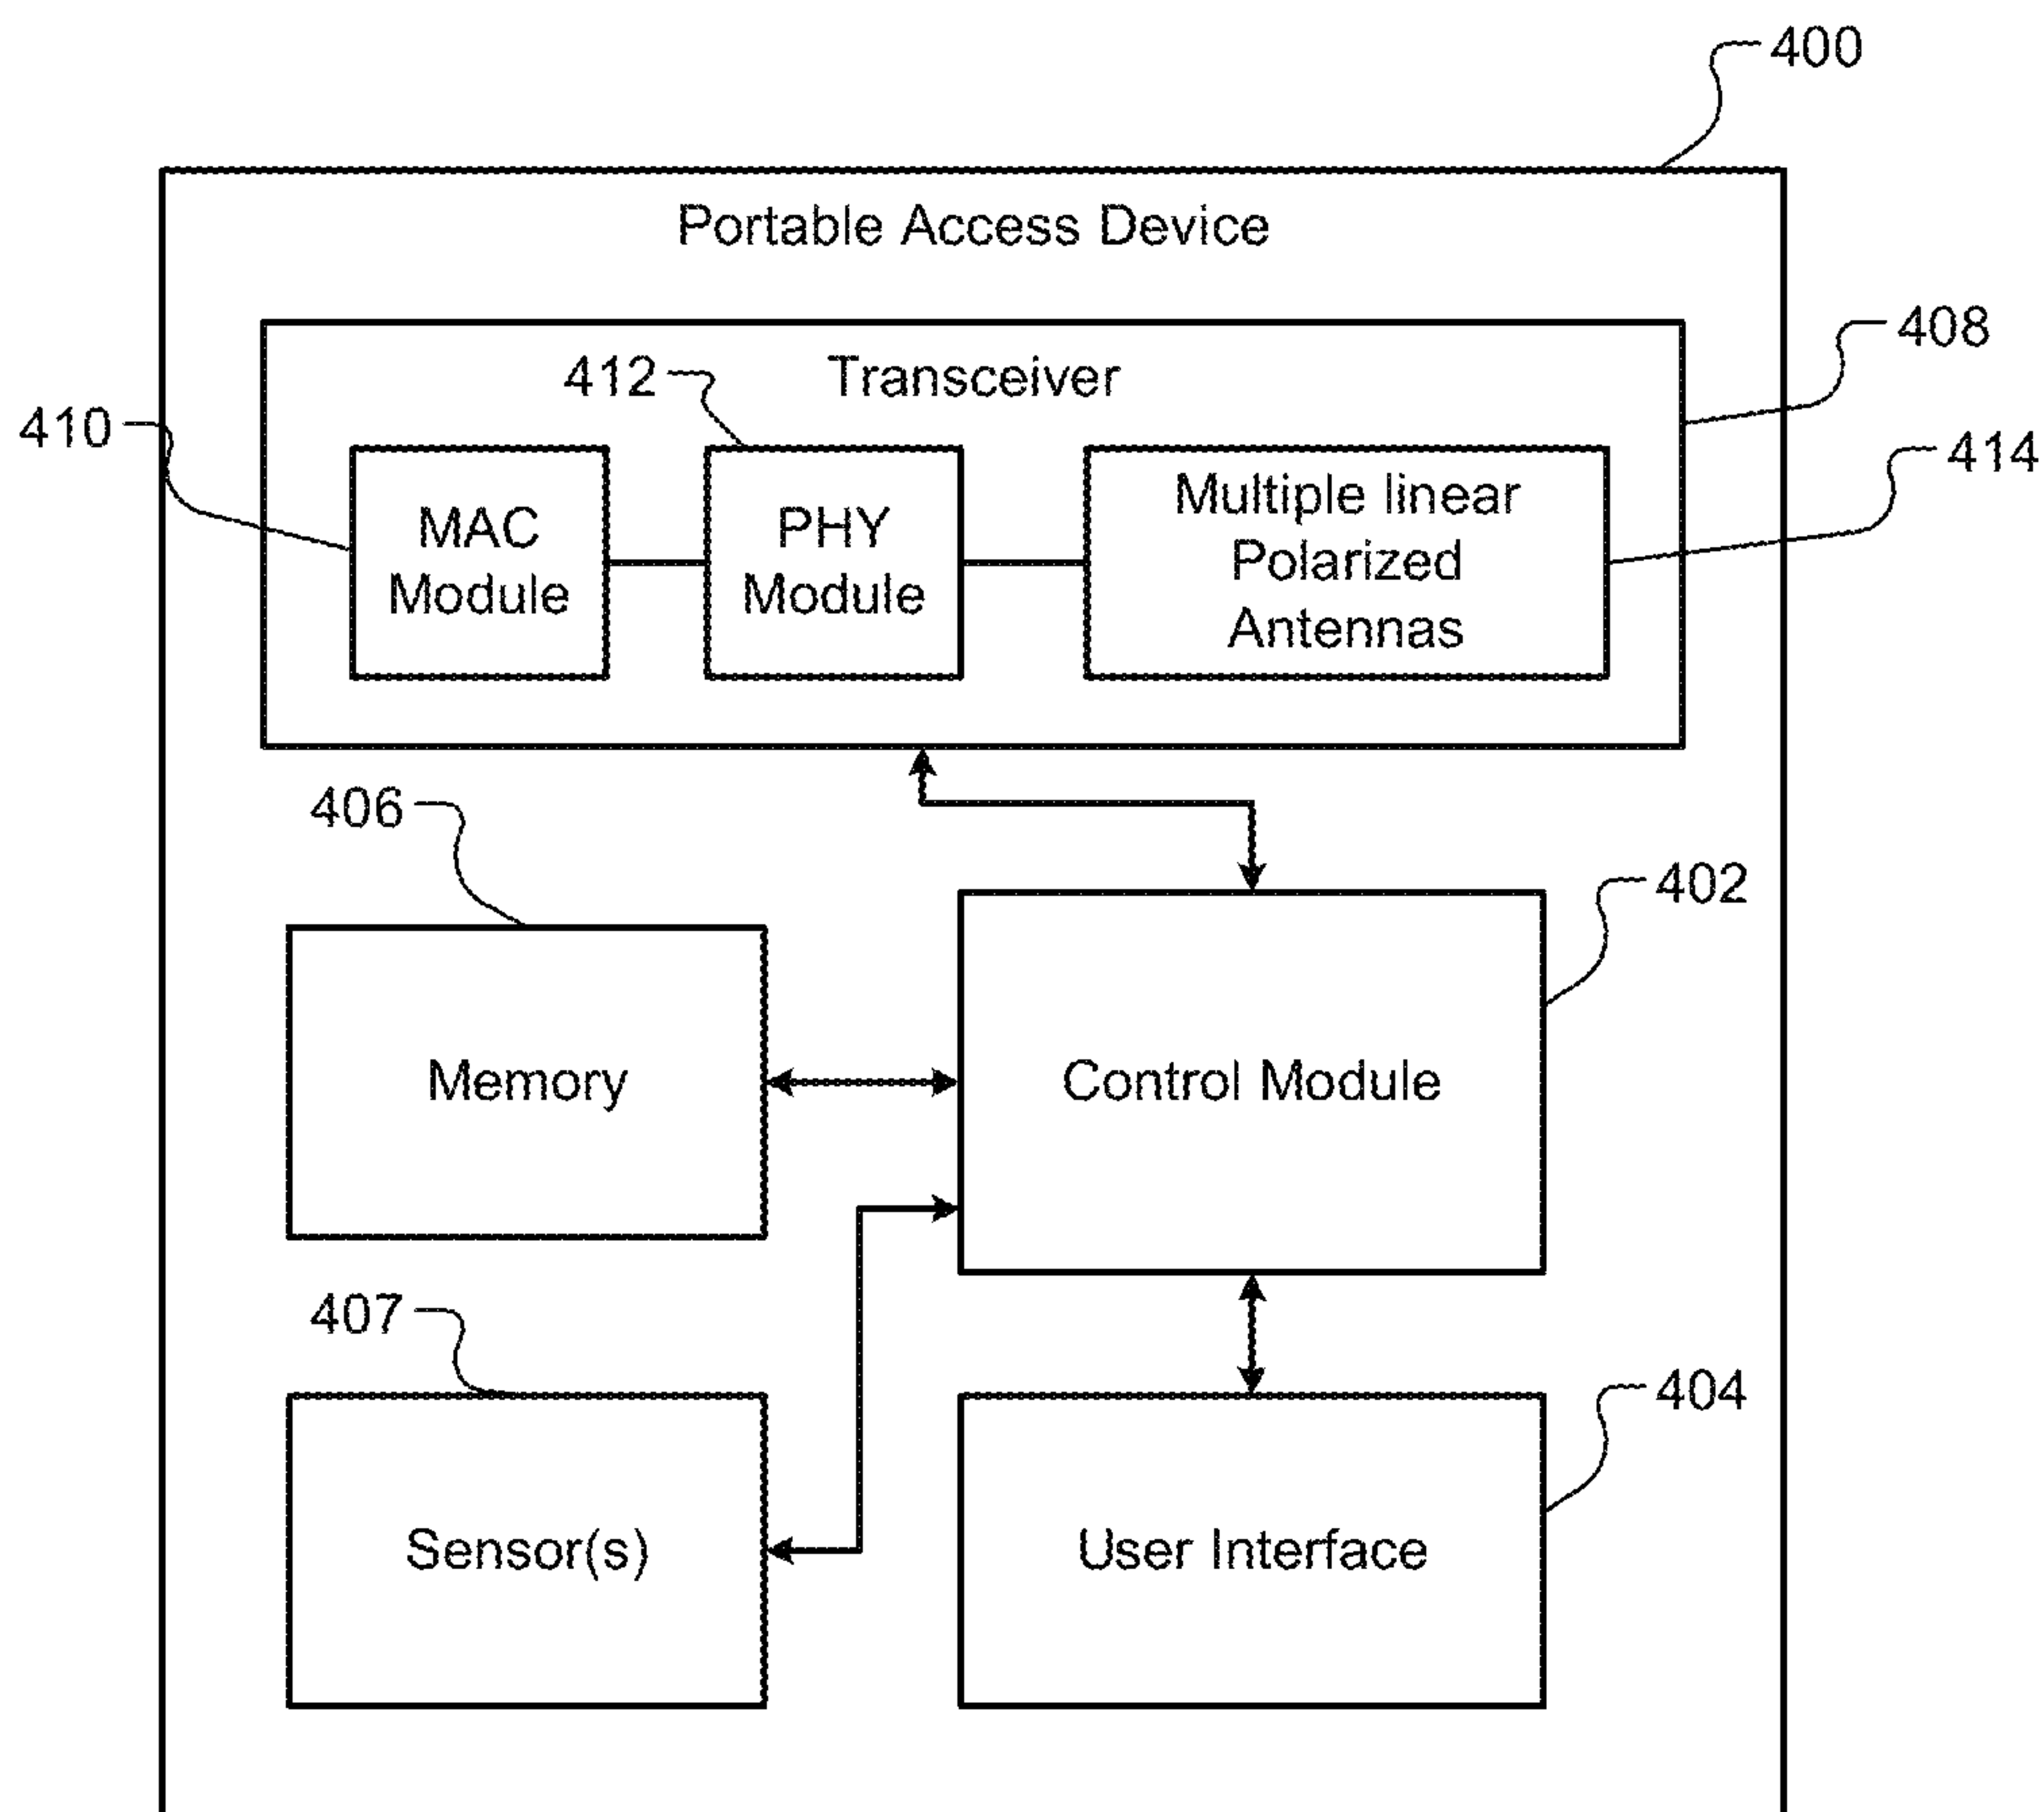 400
Portable Access Device
408
412
Transceiver
410
414
MAC
Module
PHY
Module
Multiple linear
Polarized
Antennas
406
402
Memory
Control Module
407
404
Sensor(s)
User Interface